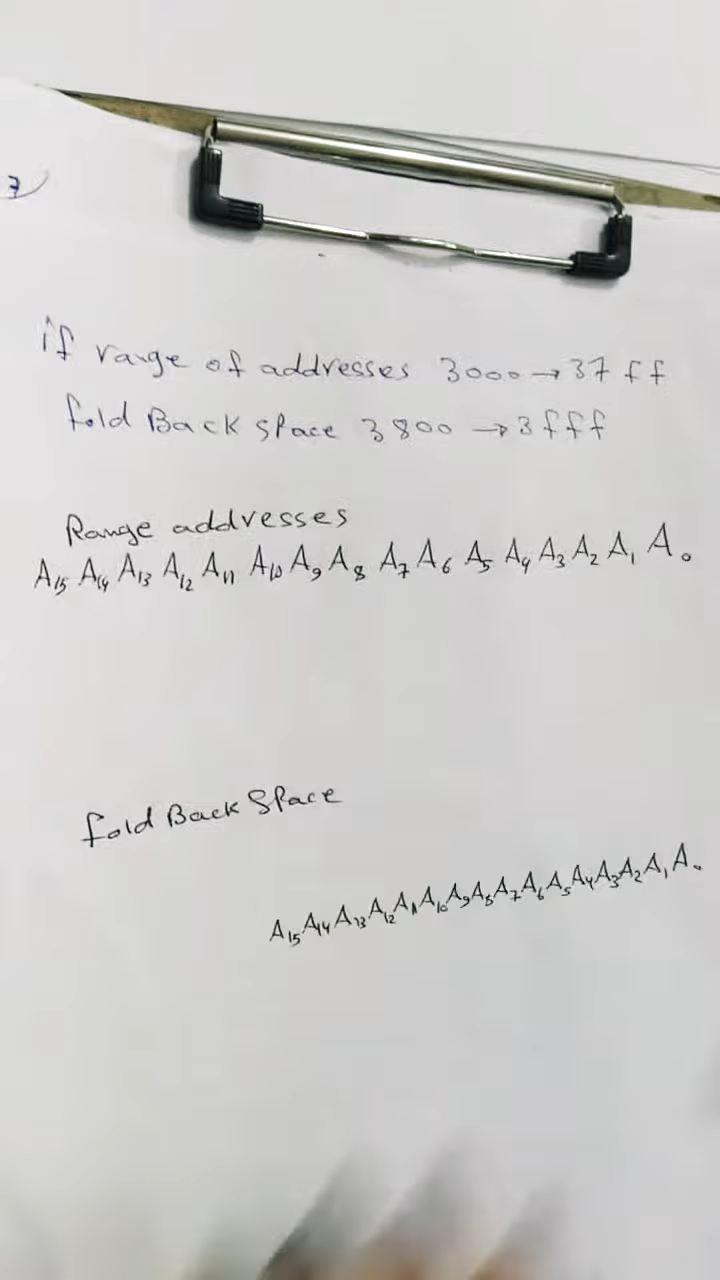 7
if range of addresses 3000 → 37ff
fold Back space 3800 → 3fff
Range addresses
A15 A14 A13 A12 A11 A10 A9 A8 A7 A6 A5 A4 A3 A2 A1 A0
fold Back Space
A15 A14 A13 A12 A11 A10 A9 A8 A7 A6 A5 A4 A3 A2 A1 A0